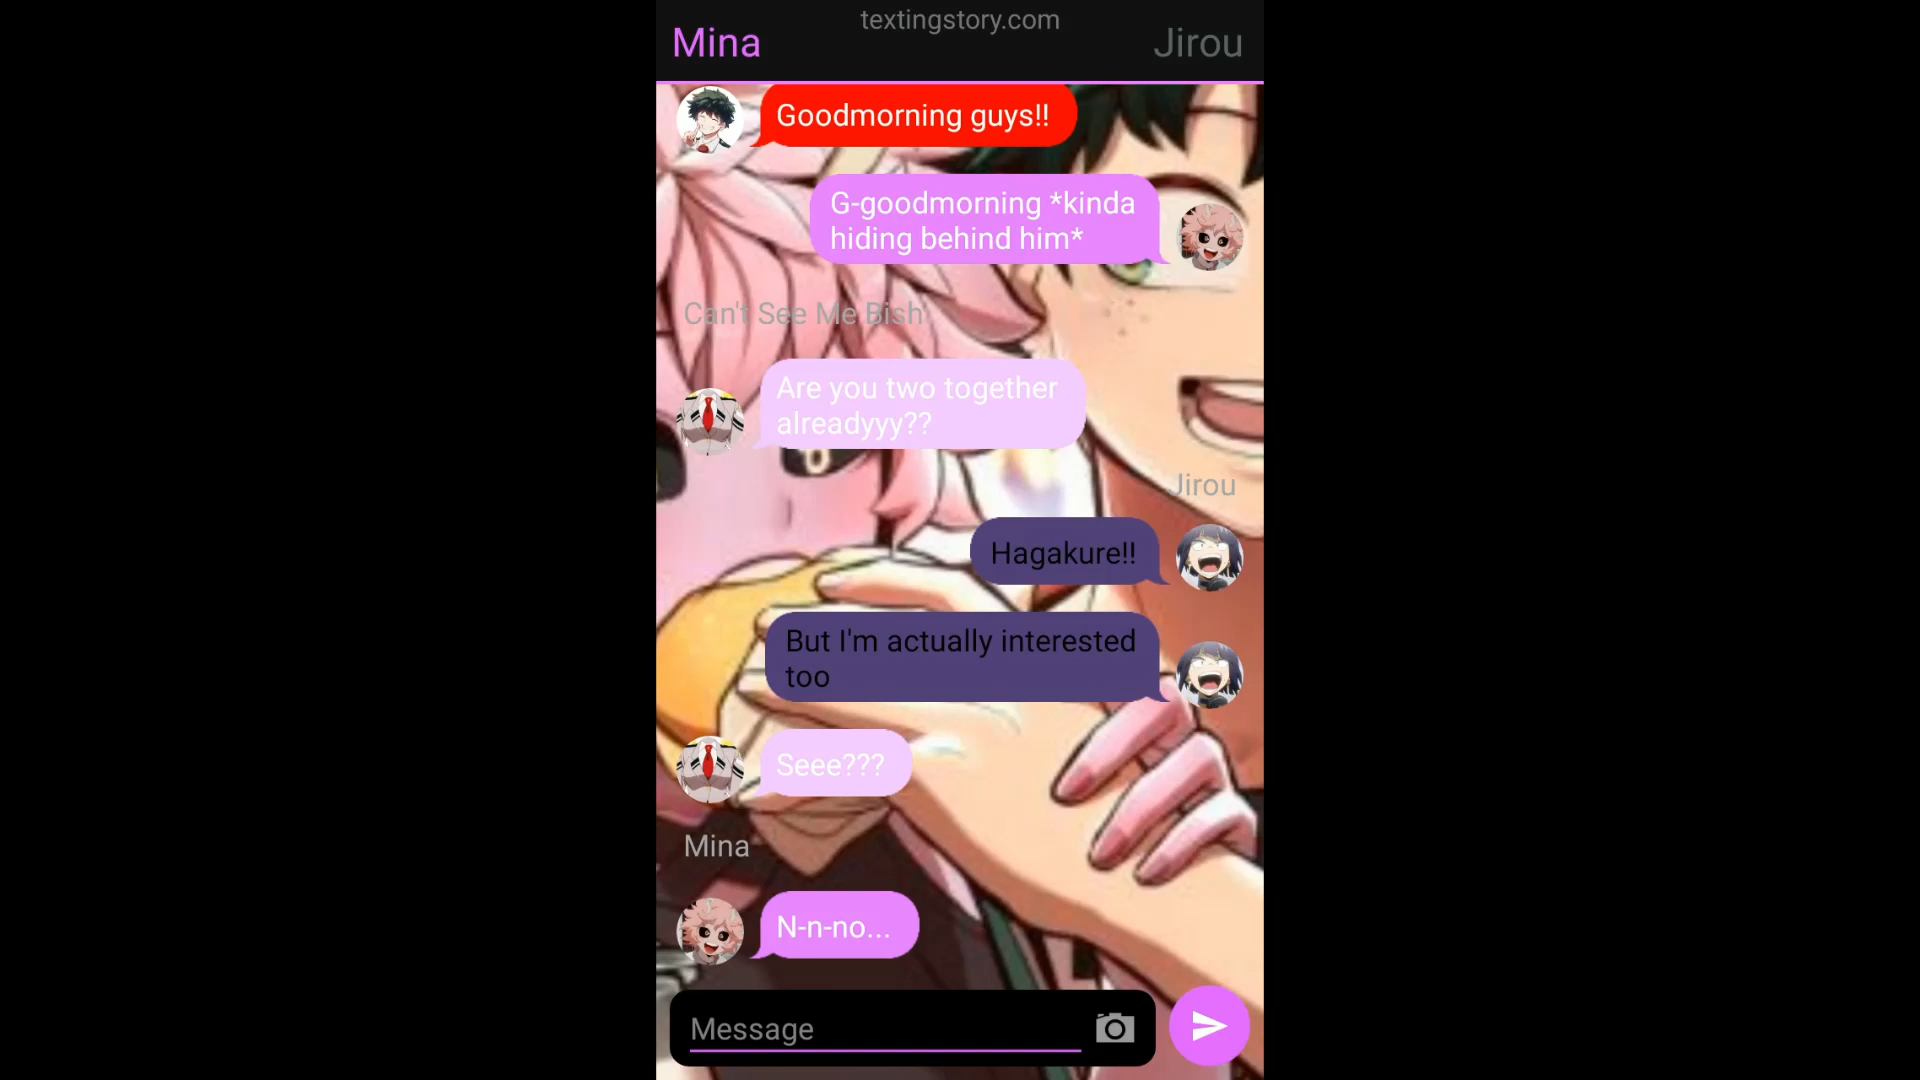 textingstory.com
Mina
Jirou
Goodmorning guys!!
G-goodmorning *kinda
hiding behind him*
Can't See Me Bish
Are you two together
alreadyyy??
Jirou
Hagakure!!
But I'm actually interested
too
Seee???
Mina
N-n-no...
Message